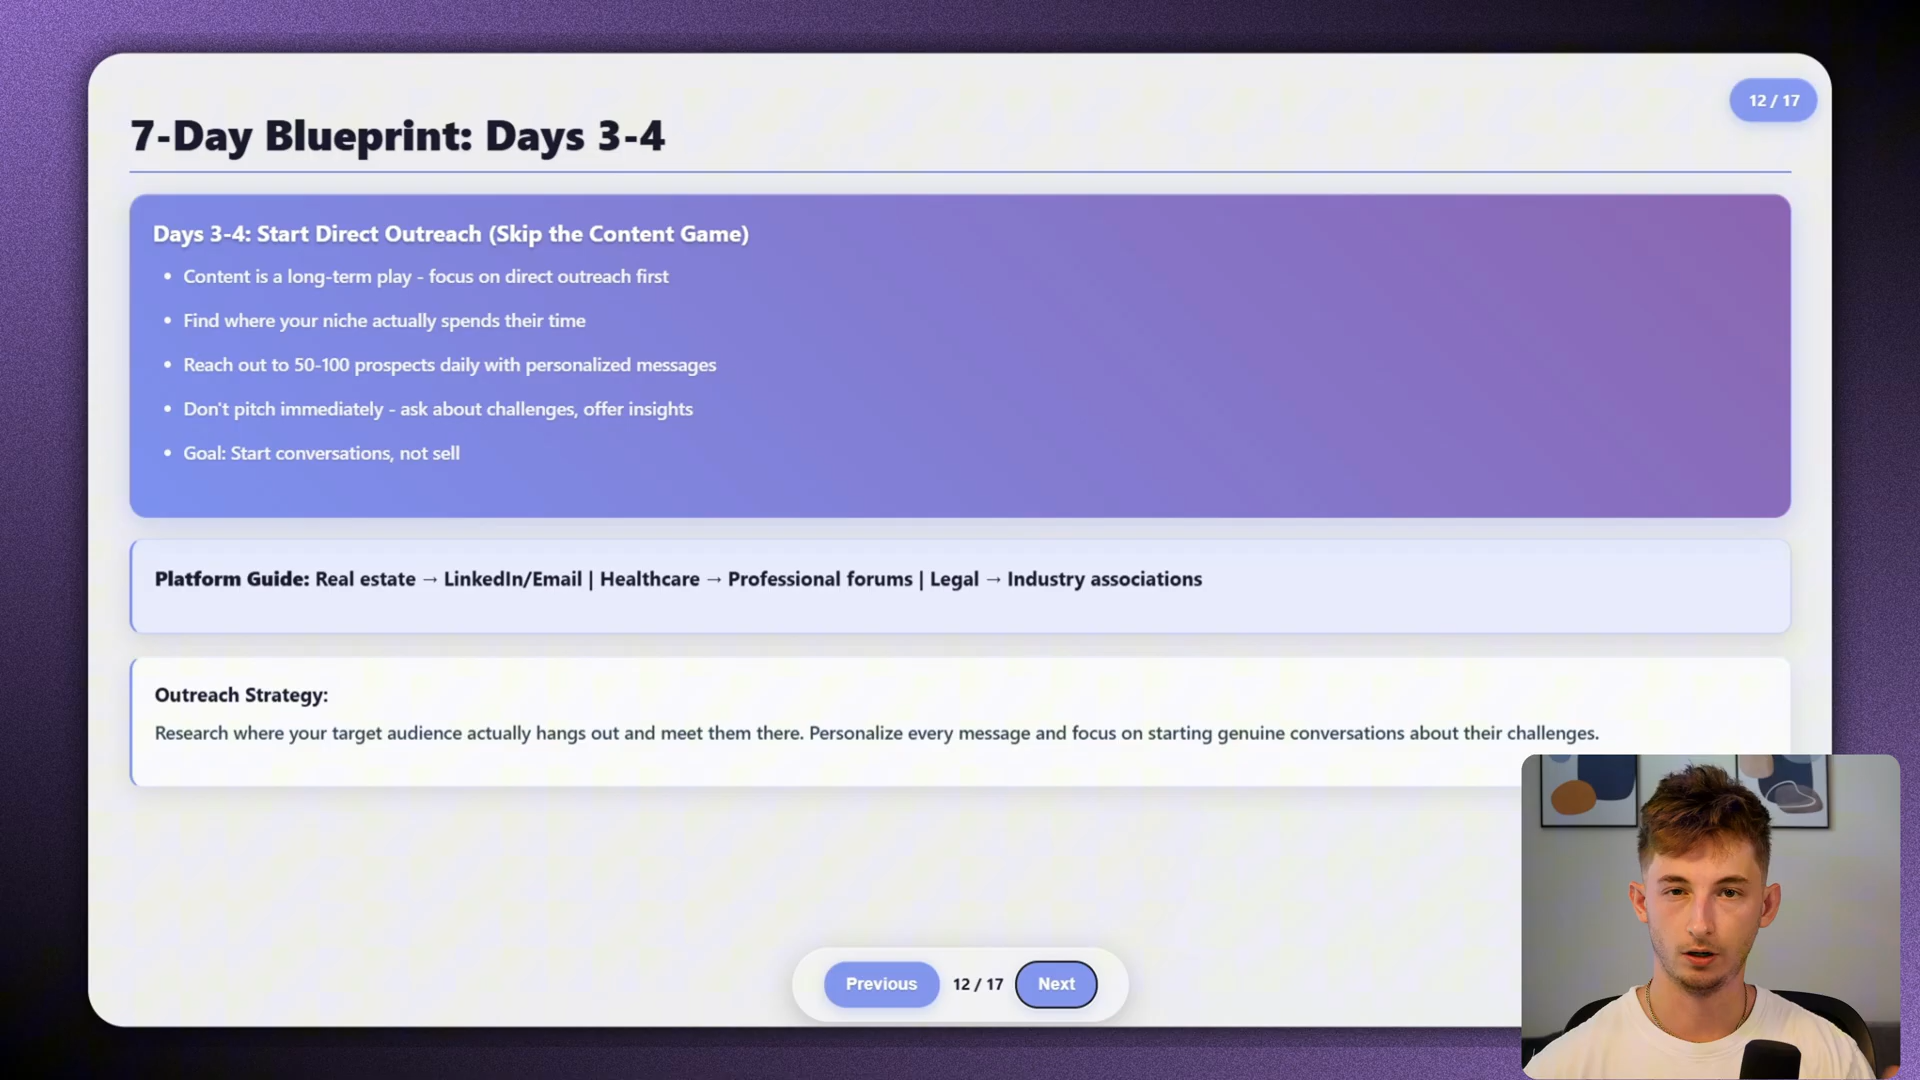 12 / 17
7-Day Blueprint: Days 3-4
Days 3-4: Start Direct Outreach (Skip the Content Game)
• Content is a long-term play - focus on direct outreach first
• Find where your niche actually spends their time
• Reach out to 50-100 prospects daily with personalized messages
• Don't pitch immediately - ask about challenges, offer insights
• Goal: Start conversations, not sell
Platform Guide: Real estate → LinkedIn/Email | Healthcare → Professional forums | Legal → Industry associations
Outreach Strategy:
Research where your target audience actually hangs out and meet them there. Personalize every message and focus on starting genuine conversations about their challenges.
Previous 12 / 17 Next